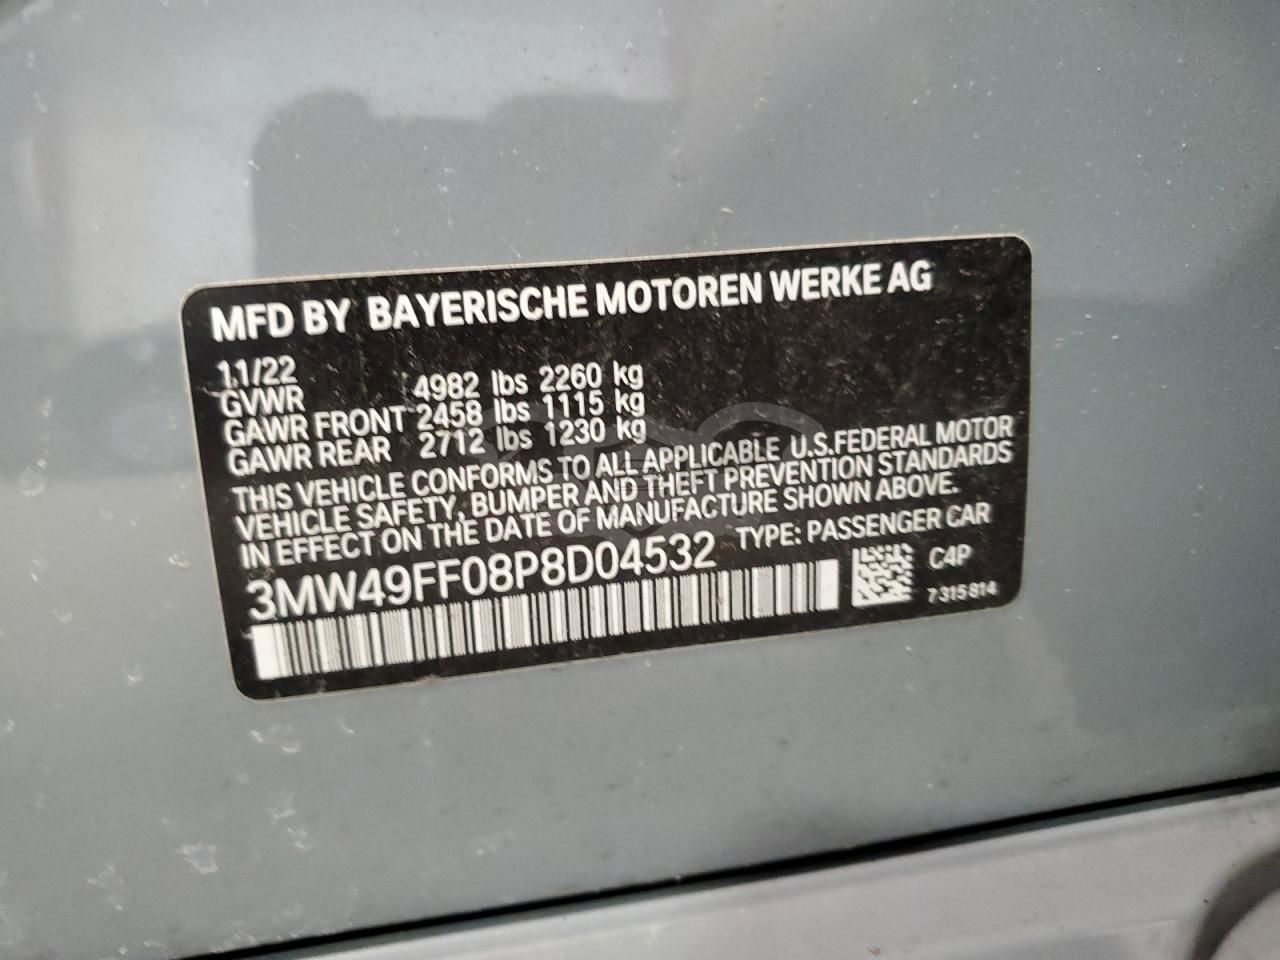 MFD BY BAYERISCHE MOTOREN WERKE AG
11/22
GVWR 4982 lbs 2260 kg
GAWR FRONT 2458 lbs 1115 kg
GAWR REAR 2712 lbs 1230 kg
THIS VEHICLE CONFORMS TO ALL APPLICABLE U.S.FEDERAL MOTOR
VEHICLE SAFETY, BUMPER AND THEFT PREVENTION STANDARDS
IN EFFECT ON THE DATE OF MANUFACTURE SHOWN ABOVE.
3MW49FF08P8D04532 TYPE: PASSENGER CAR
C4P
7315814